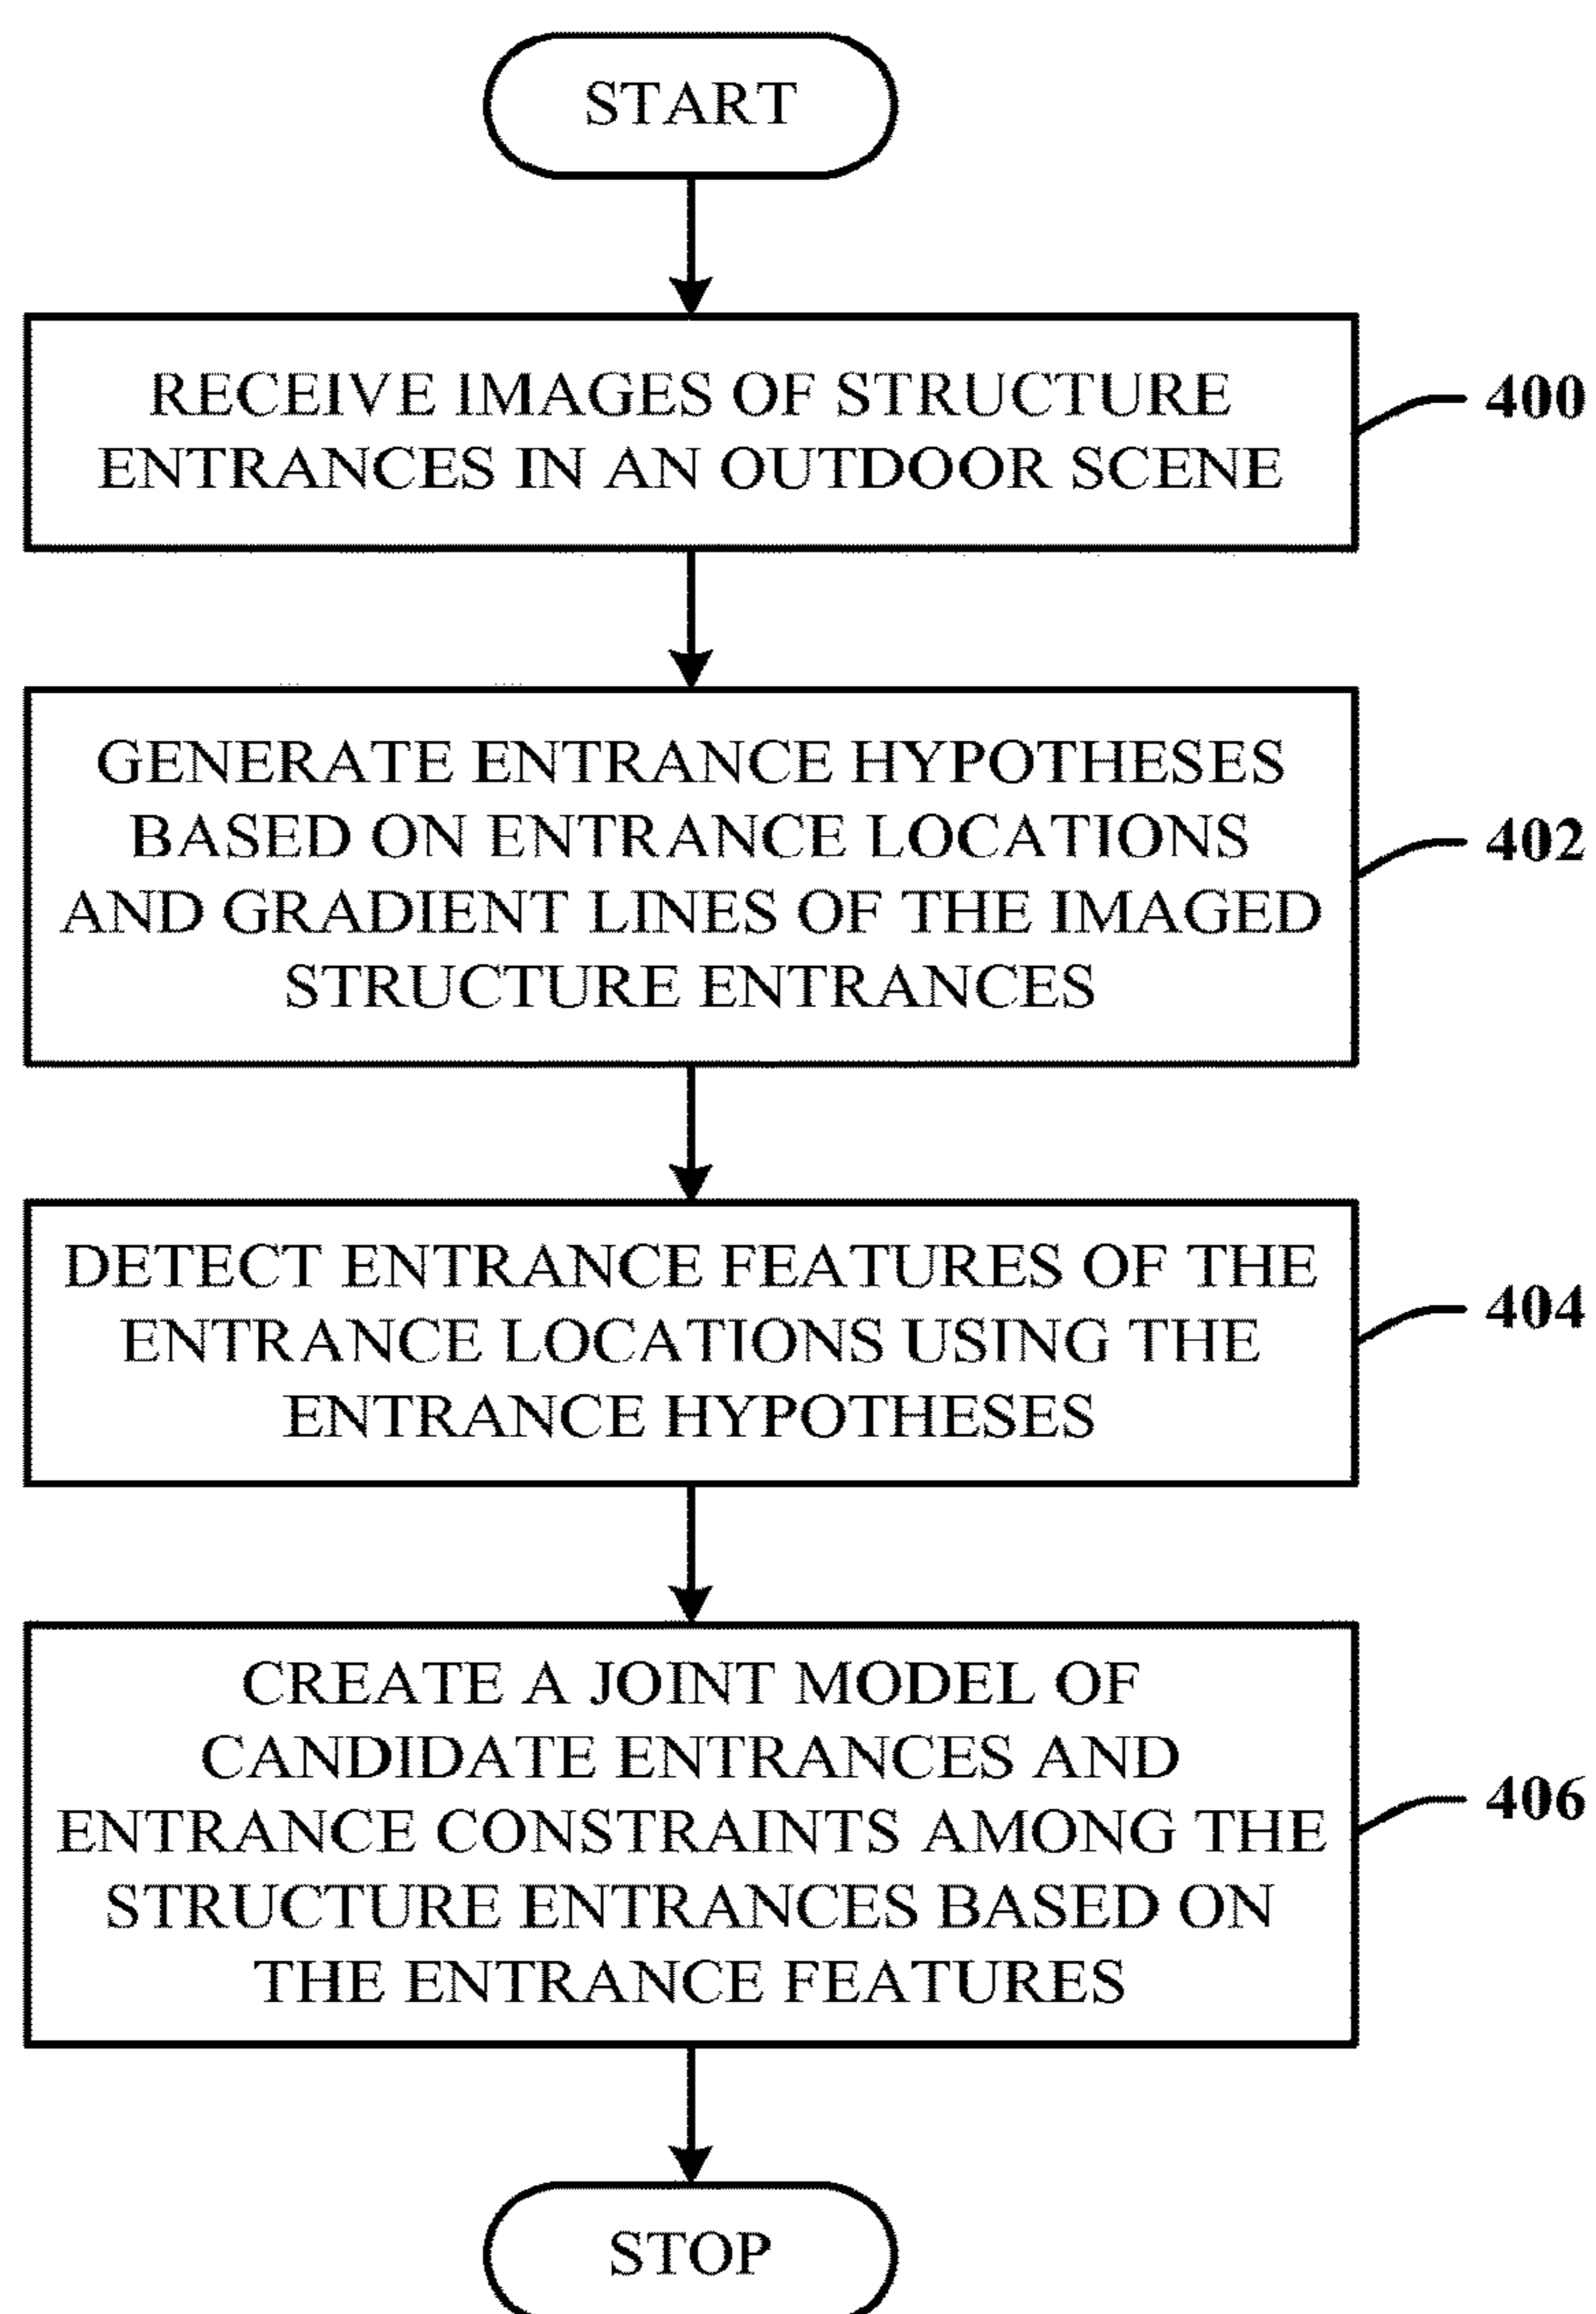 START
RECEIVE IMAGES OF STRUCTURE
ENTRANCES IN AN OUTDOOR SCENE
400
GENERATE ENTRANCE HYPOTHESES
BASED ON ENTRANCE LOCATIONS
AND GRADIENT LINES OF THE IMAGED
STRUCTURE ENTRANCES
402
DETECT ENTRANCE FEATURES OF THE
ENTRANCE LOCATIONS USING THE
ENTRANCE HYPOTHESES
404
CREATE A JOINT MODEL OF
CANDIDATE ENTRANCES AND
ENTRANCE CONSTRAINTS AMONG THE
STRUCTURE ENTRANCES BASED ON
THE ENTRANCE FEATURES
406
STOP